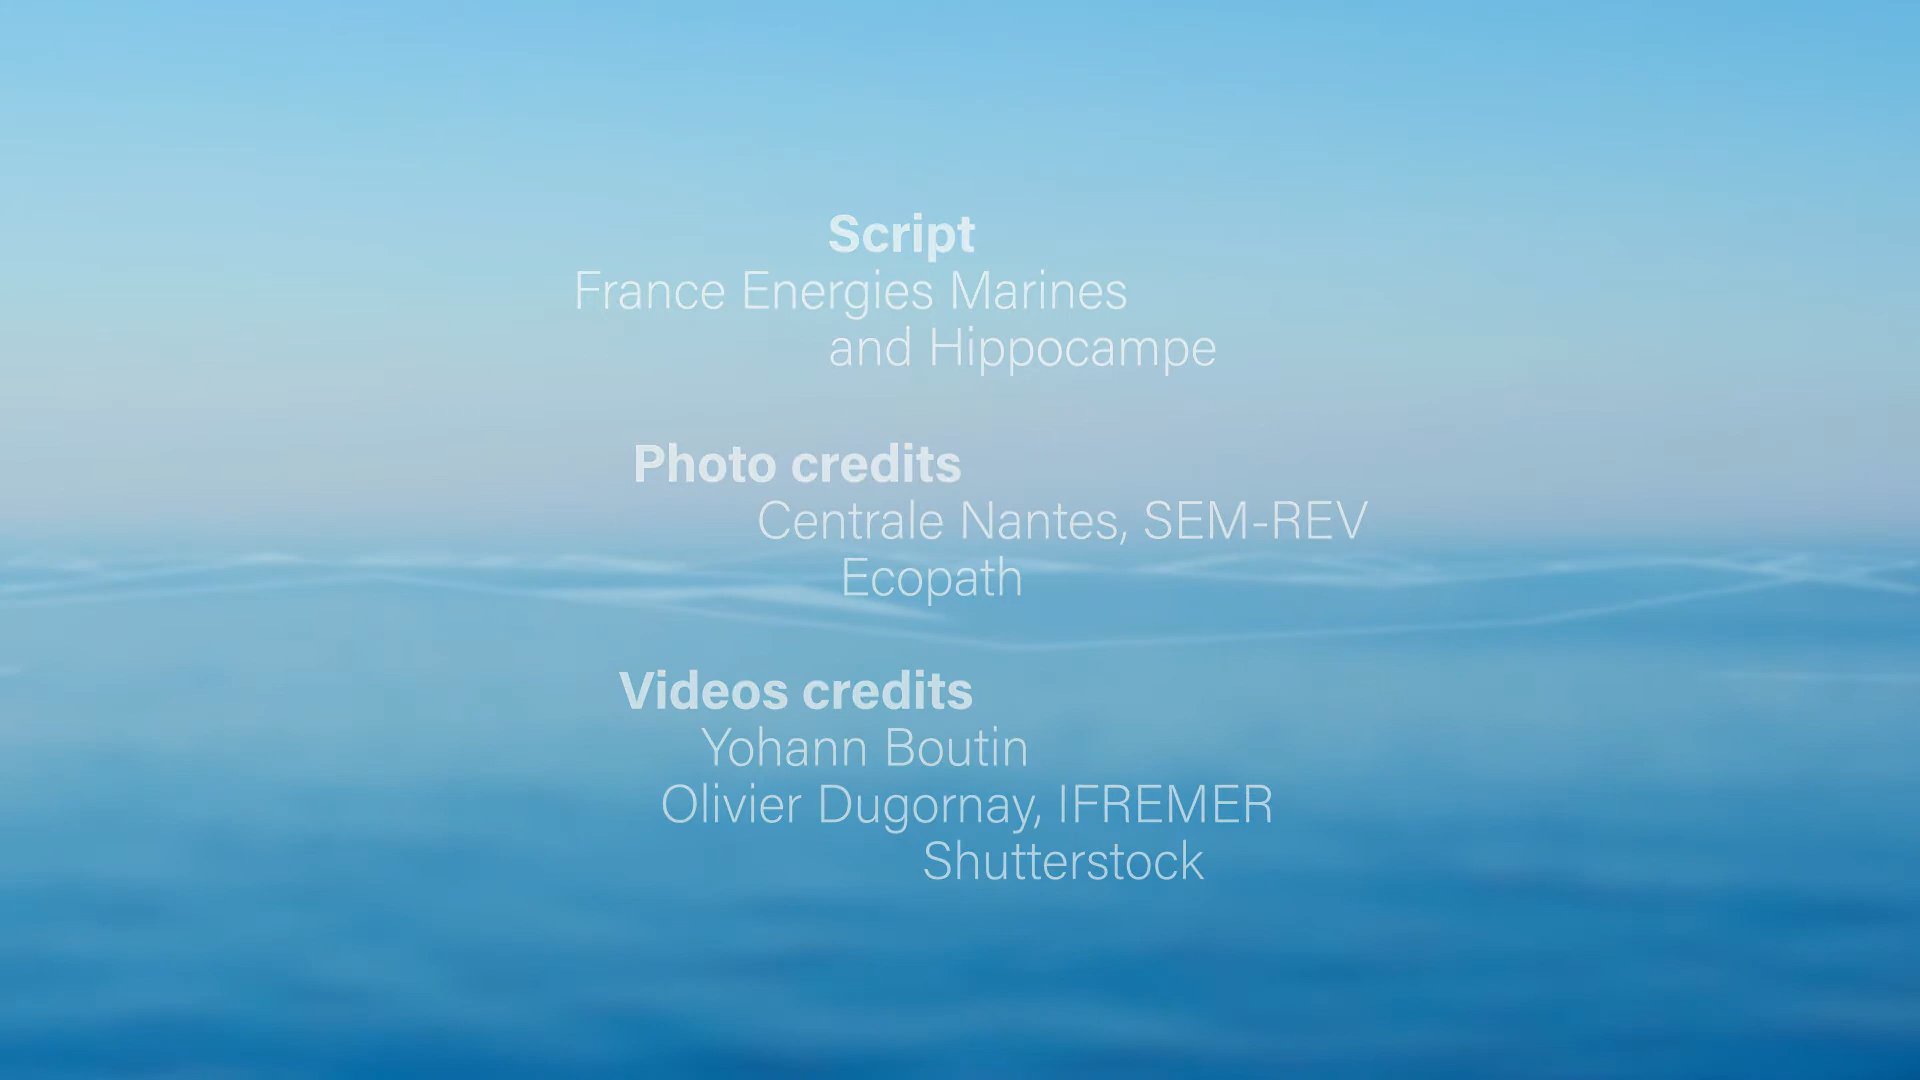 Script
France Energies Marines
and Hippocampe
Photo credits
Centrale Nantes, SEM-REV
Ecopath
Videos credits
Yohann Boutin
Olivier Dugornay, IFREMER
Shutterstock